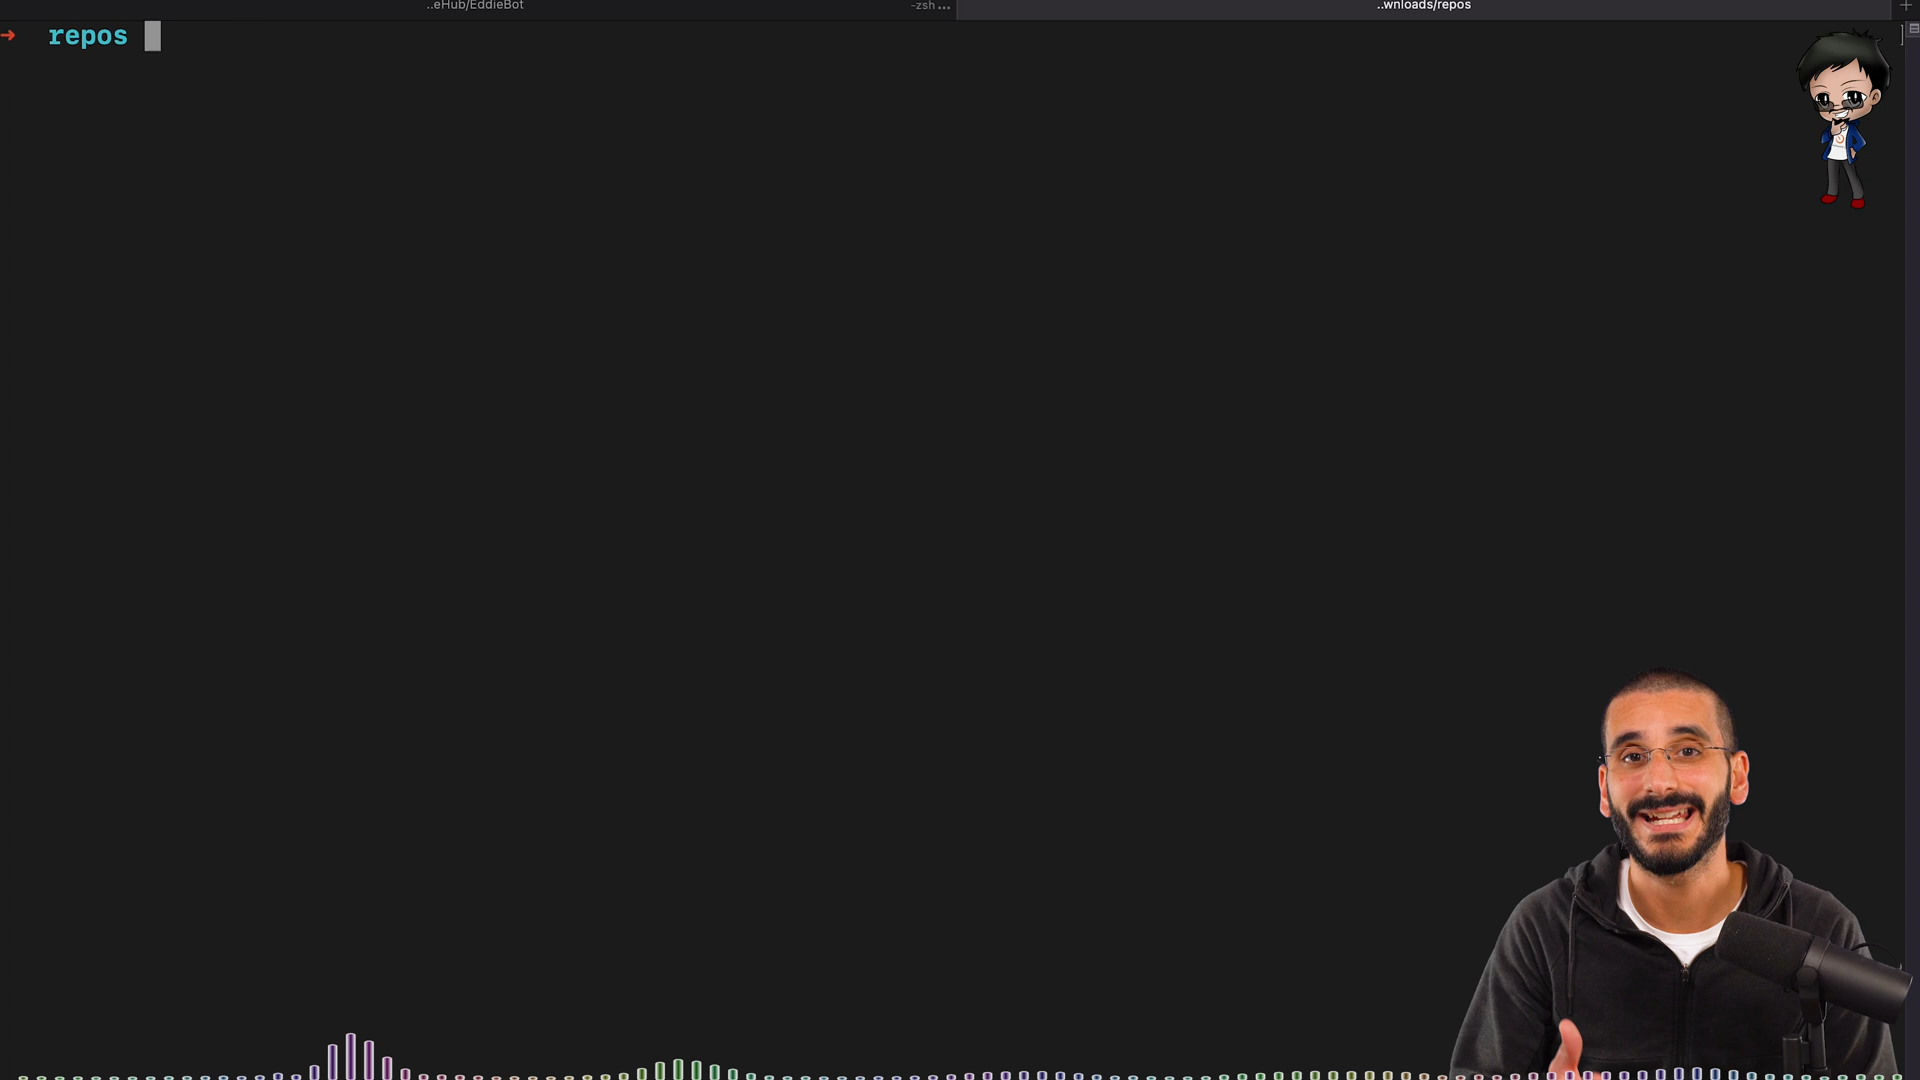 ..eHub/EddieBot
-zsh ...
..wnloads/repos
+
➜ repos